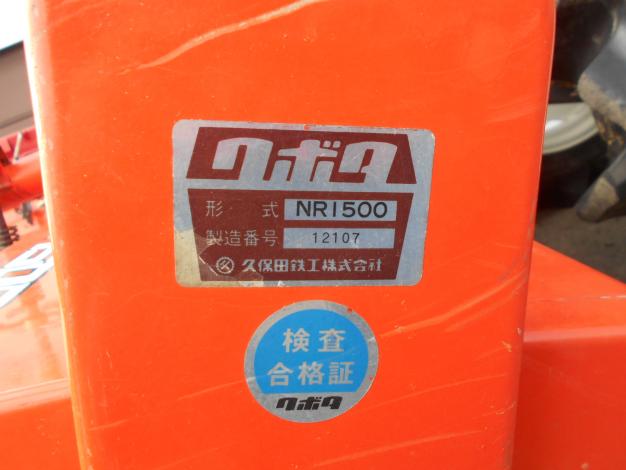 クボタ
形式 NR1500
製造番号 12107
久 久保田鉄工株式会社
検査
合格証
クボタ